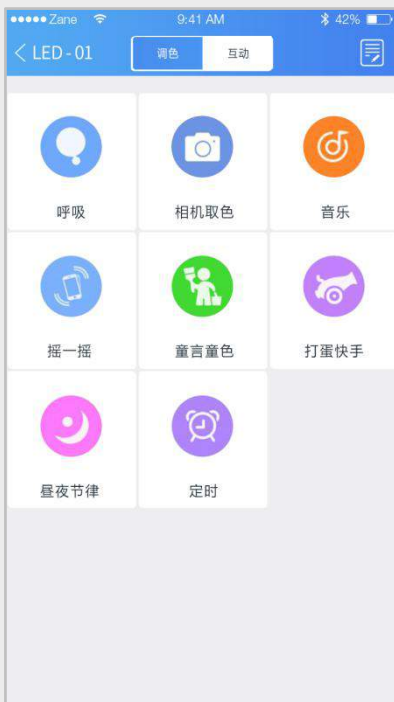 Zane 9:41 AM 42%
LED-01 调色 互动
呼吸 相机取色 音乐
摇一摇 童言童色 打蛋快手
昼夜节律 定时